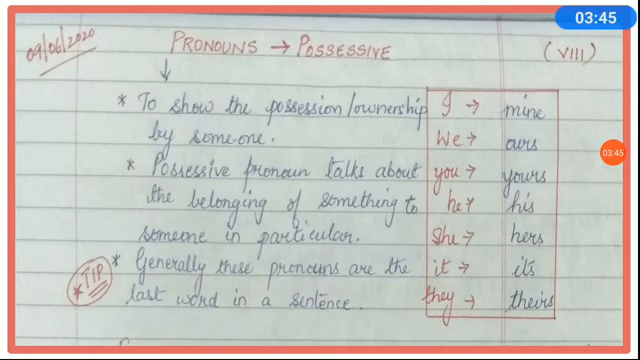 03:45
09/06/2020
PRONOUNS → POSSESSIVE
(VIII)
* To show the possession/ownership
by someone.
* Possessive pronoun talks about
the belonging of something to
someone in particular.
TIP
* * Generally these pronouns are the
last word in a sentence.
I → mine
We → ours
you → yours
he → his
she → hers
it → its
they → theirs
03:45